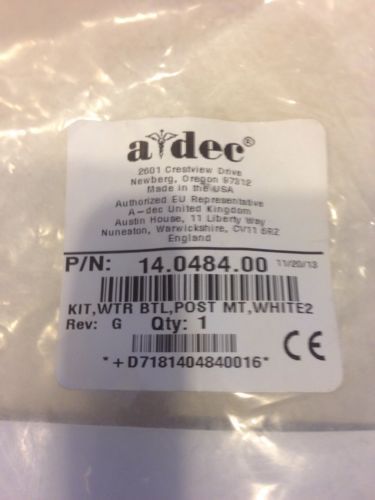 a dec®
2601 Crestview Drive
Newberg, Oregon 97312
Made in the USA
Authorized EU Representative
A-dec United Kingdom
Austin House, 11 Liberty Way
Nuneaton, Warwickshire, CV11 6RZ
England
P/N: 14.0484.00 11/20/13
KIT,WTR BTL,POST MT,WHITE2
Rev: G Qty: 1
*+D7181404840016*
CE